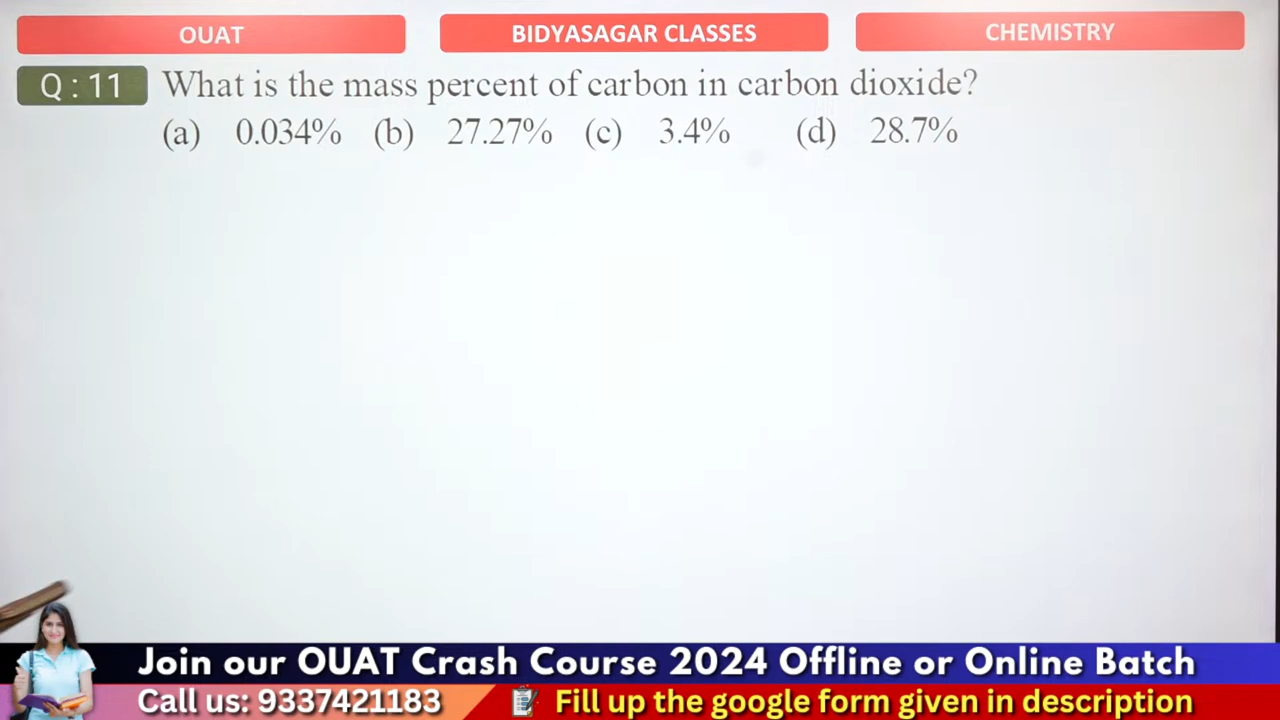 OUAT
BIDYASAGAR CLASSES
CHEMISTRY
Q : 11 What is the mass percent of carbon in carbon dioxide?
(a) 0.034% (b) 27.27% (c) 3.4% (d) 28.7%
Join our OUAT Crash Course 2024 Offline or Online Batch
Call us: 9337421183 Fill up the google form given in description